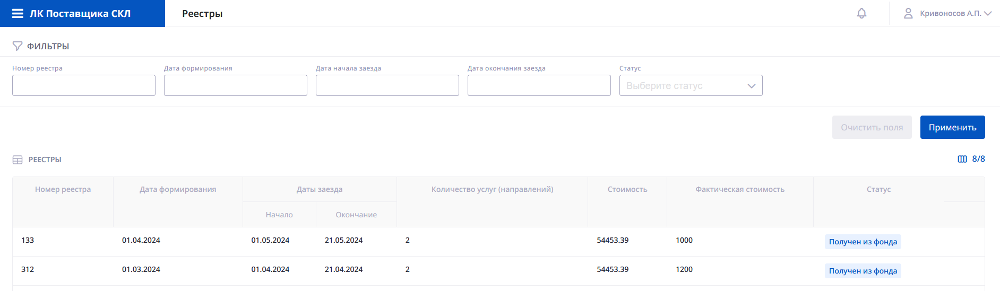 ЛК Поставщика СКЛ
Реестры
Кривоносов А.П.
ФИЛЬТРЫ
Номер реестра Дата формирования Дата начала заезда Дата окончания заезда Статус
Выберите статус
Очистить поля Применить
РЕЕСТРЫ 8/8
Номер реестра Дата формирования Даты заезда Количество услуг (направлений) Стоимость Фактическая стоимость Статус
Начало Окончание
133 01.04.2024 01.05.2024 21.05.2024 2 54453.39 1000 Получен из фонда
312 01.03.2024 01.04.2024 21.04.2024 2 54453.39 1200 Получен из фонда